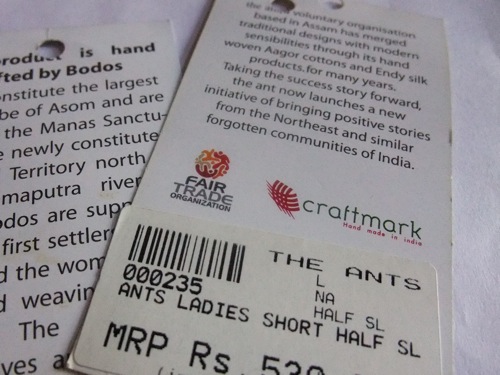 product is hand
fted by Bodos
onstitute the largest
be of Asom and are
the Manas Sanctu-
e newly constitute
Territory north
maputra river
odos are supp
first settler
d the wom
weavin
The
ves a
the ant, voluntary organisation
based in Assam has merged
traditional designs with modern
sensibilities through its hand
woven Aagor cottons and Endy silk
products.for many years.
Taking the success story forward,
the ant now launches a new
initiative of bringing positive stories
from the Northeast and similar
forgotten communities of India.
FAIR
TRADE
ORGANIZATION
craftmark
Hand made in india
000235
THE ANTS
L
NA
HALF SL
ANTS LADIES SHORT HALF SL
MRP Rs.